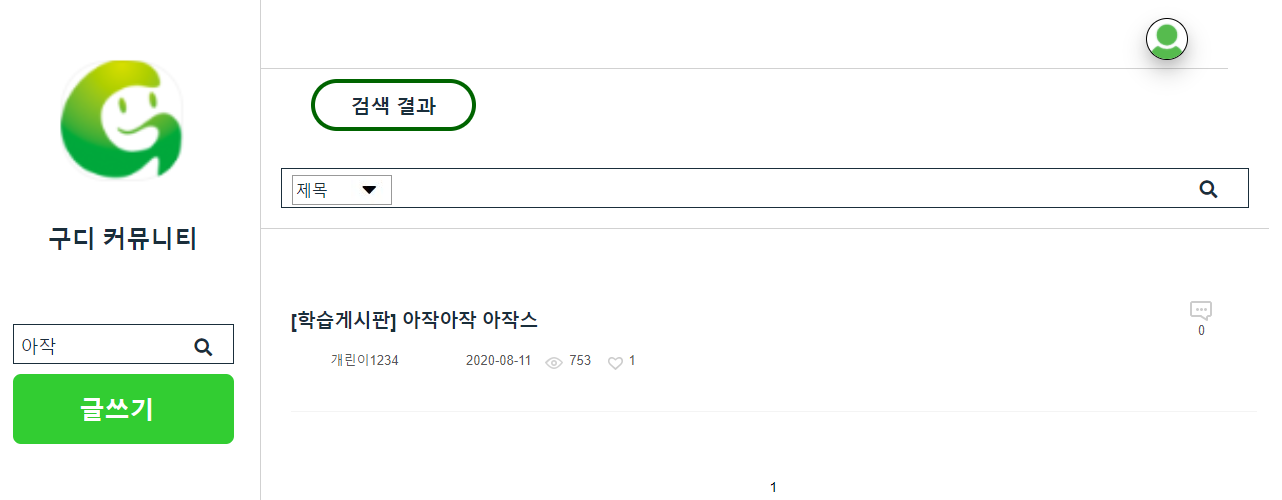 구디 커뮤니티
아작
글쓰기
검색 결과
제목
[학습게시판] 아작아작 아작스
0
개린이1234 2020-08-11 753 1
1